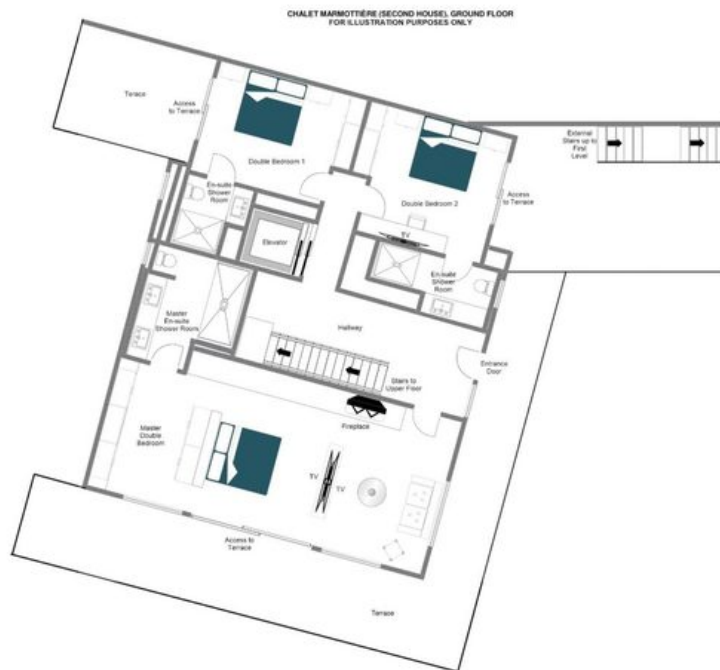 CHALET MARMOTTIÈRE (SECOND HOUSE), GROUND FLOOR
FOR ILLUSTRATION PURPOSES ONLY
Terace
Access
to Terrace
Double Bedroom 1
En-suite
Shower
Room
Elevator
Double Bedroom 2
TV
Access
to Terrace
External
Stairs up to
First
Level
En-suite
Shower
Room
Master
En-suite
Shower Room
Hallway
Entrance
Door
Stairs to
Upper Floor
Fireplace
Master
Double
Bedroom
TV
TV
Access to
Terrace
Terrace